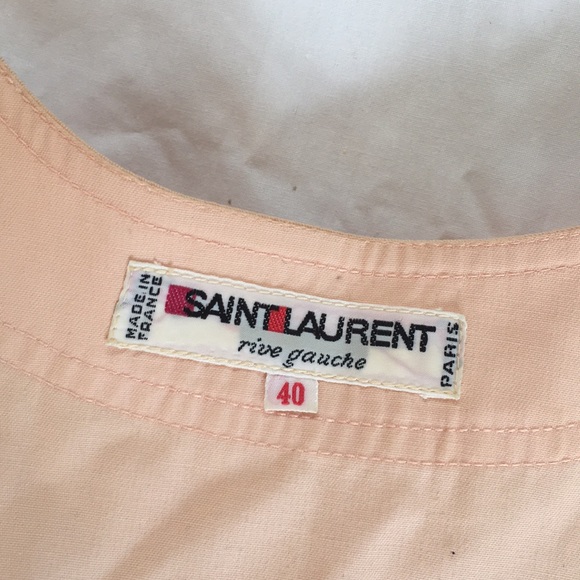 MADE IN
FRANCE
SAINT LAURENT
rive gauche
PARIS
40